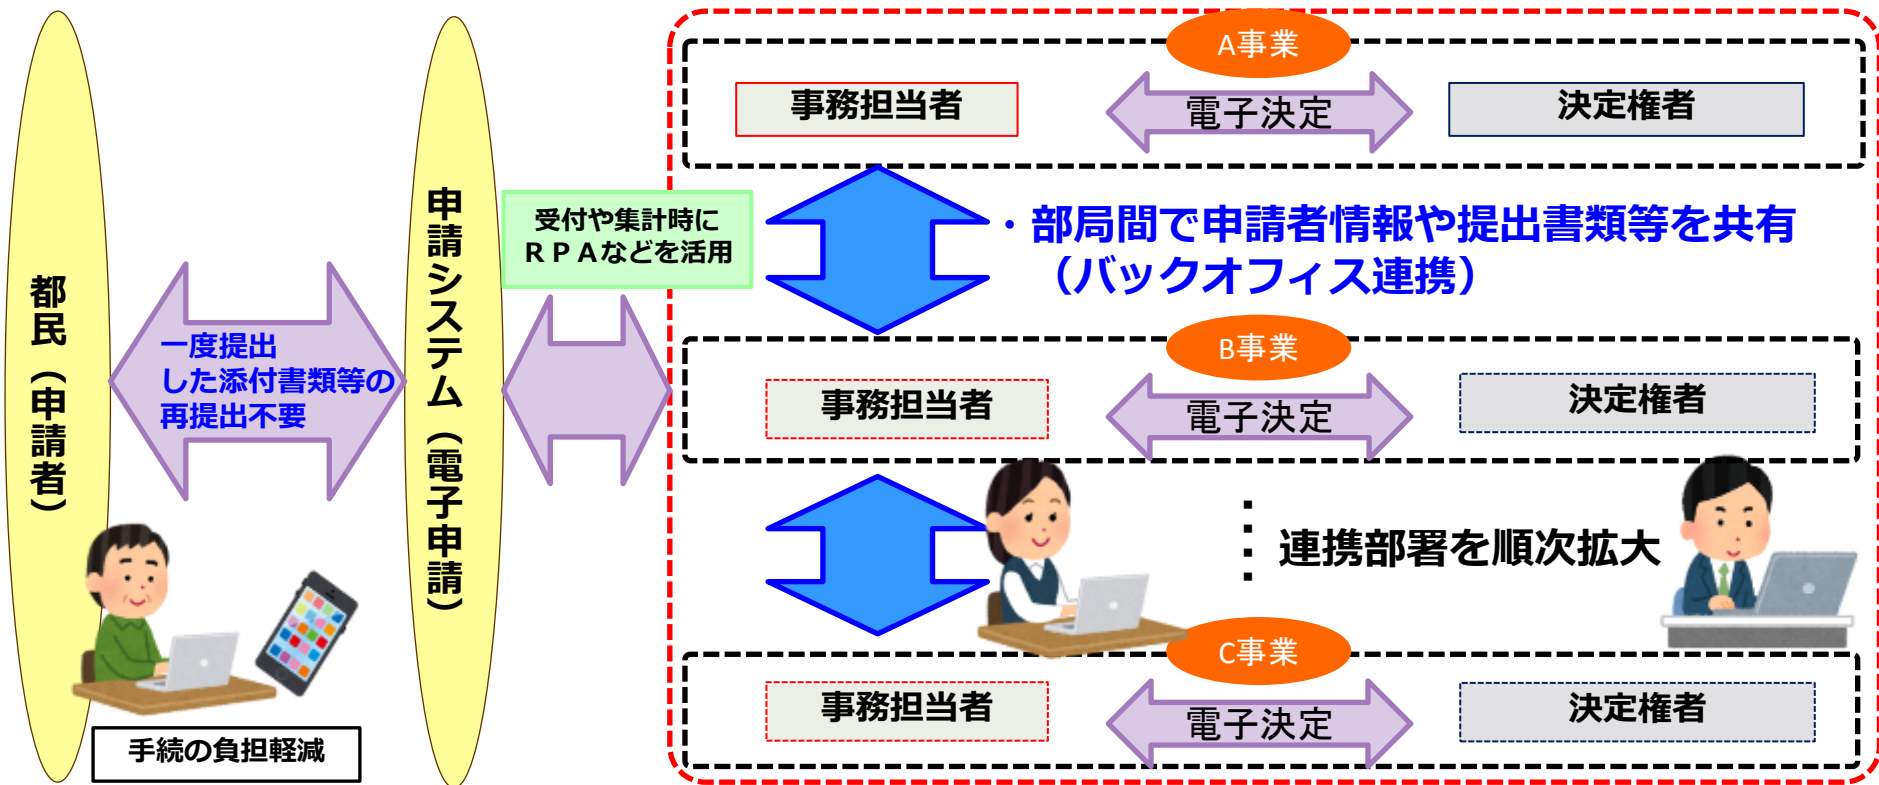 都民（申請者）
一度提出
した添付書類等の
再提出不要
手続の負担軽減
申請システム（電子申請）
受付や集計時に
ＲＰＡなどを活用
A事業
事務担当者
電子決定
決定権者
・部局間で申請者情報や提出書類等を共有
（バックオフィス連携）
B事業
事務担当者
電子決定
決定権者
連携部署を順次拡大
C事業
事務担当者
電子決定
決定権者